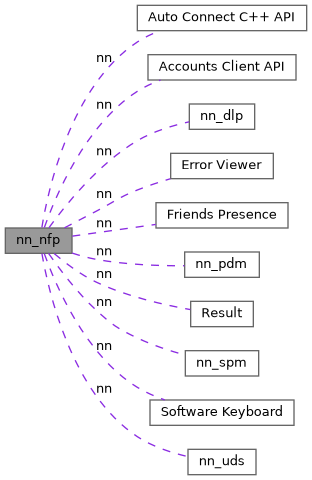 Auto Connect C++ API
nn
Accounts Client API
nn
nn_dlp
nn
Error Viewer
nn
Friends Presence
nn
nn_nfp
nn
nn_pdm
nn
Result
nn
nn_spm
nn
Software Keyboard
nn
nn_uds